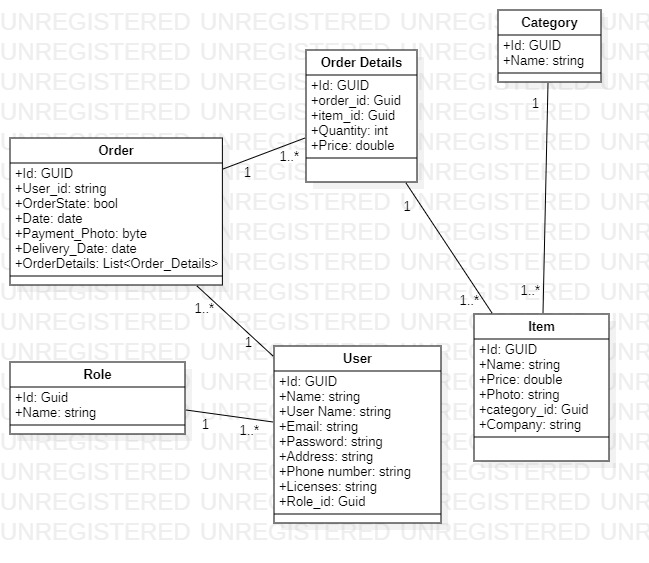 Category
+Id: GUID
+Name: string
1
Order Details
+Id: GUID
+order_id: Guid
+item_id: Guid
+Quantity: int
+Price: double
1..*
1
1
Order
+Id: GUID
+User_id: string
+OrderState: bool
+Date: date
+Payment_Photo: byte
+Delivery_Date: date
+OrderDetails: List<Order_Details>
1..*
1
1..*
1..*
Item
+Id: GUID
+Name: string
+Price: double
+Photo: string
+category_id: Guid
+Company: string
Role
+Id: Guid
+Name: string
1
1..*
User
+Id: GUID
+Name: string
+User Name: string
+Email: string
+Password: string
+Address: string
+Phone number: string
+Licenses: string
+Role_id: Guid
UNREGISTERED UNREGISTERED UNREGISTERED UNR